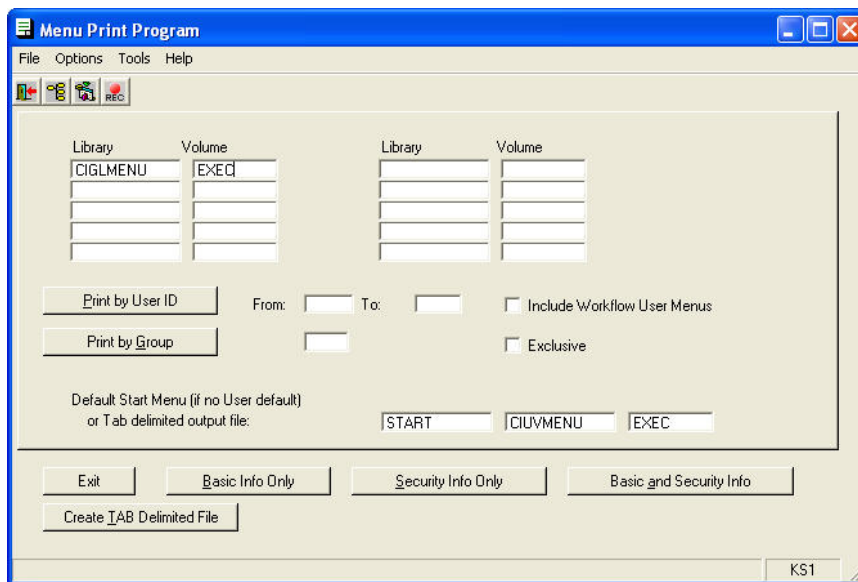 Menu Print Program
File Options Tools Help
REC
Library Volume Library Volume
CIGLMENU EXEC
Print by User ID From: To: Include Workflow User Menus
Print by Group Exclusive
Default Start Menu (if no User default)
or Tab delimited output file: START CIUVMENU EXEC
Exit Basic Info Only Security Info Only Basic and Security Info
Create TAB Delimited File
KS1